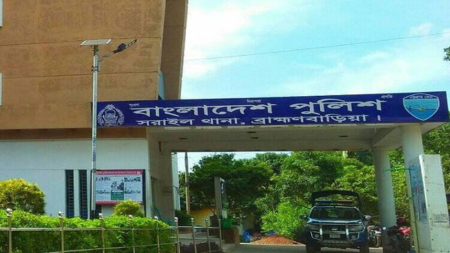 বাংলাদেশ পুলিশ
সরাইল থানা, ব্রাহ্মণবাড়িয়া।